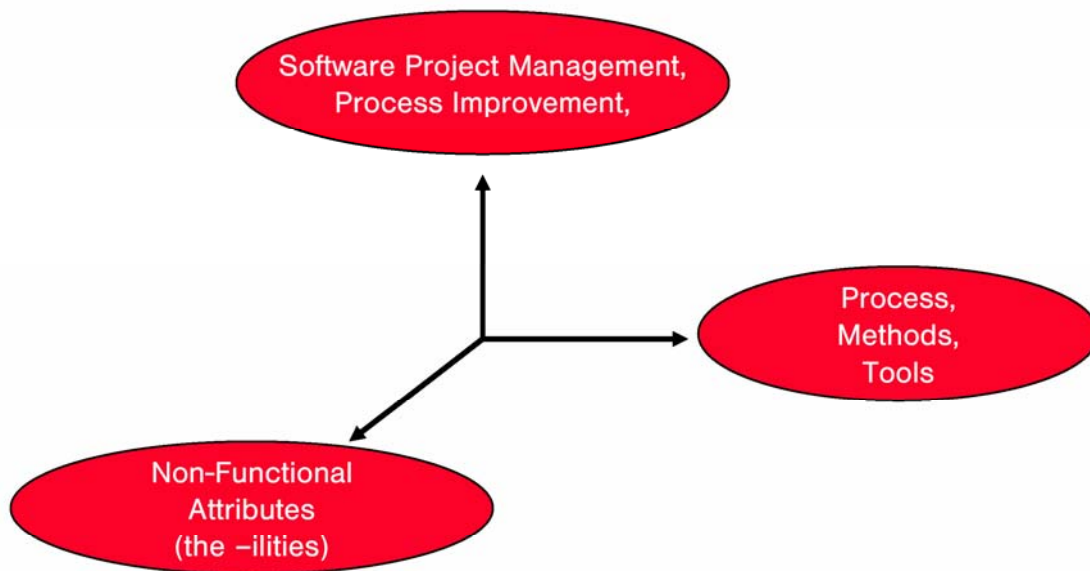 Software Project Management,
Process Improvement,
Process,
Methods,
Tools
Non-Functional
Attributes
(the –ilities)